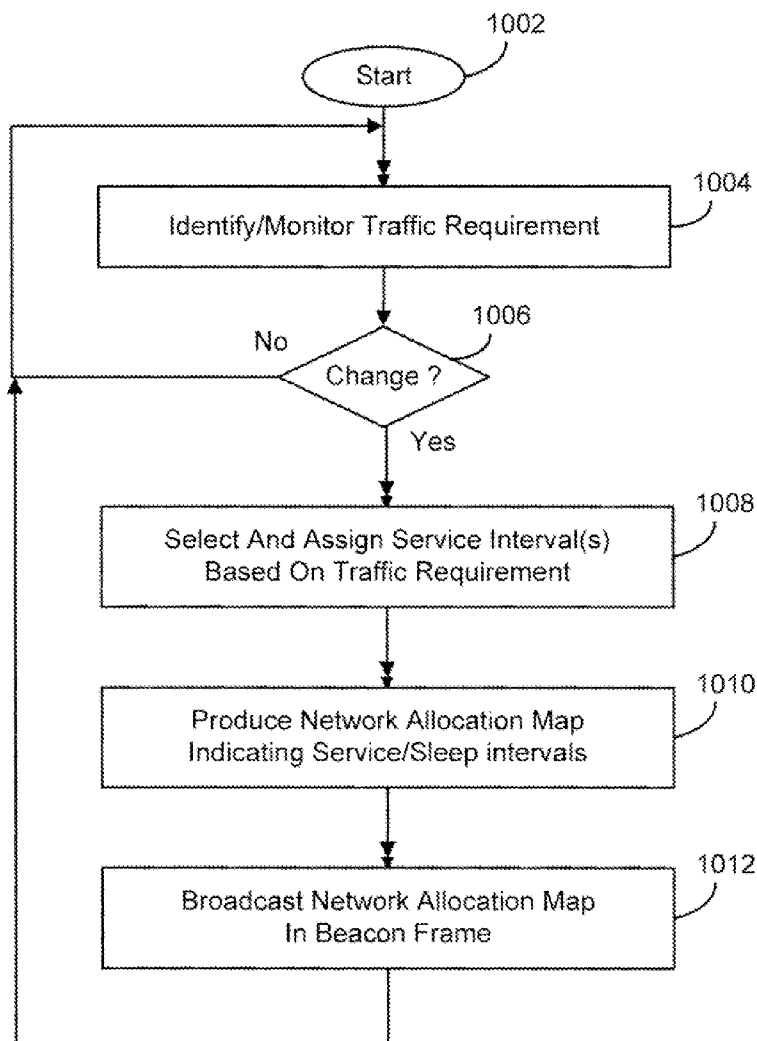 1002
Start
1004
Identify/Monitor Traffic Requirement
1006
No
Change ?
Yes
1008
Select And Assign Service Interval(s)
Based On Traffic Requirement
1010
Produce Network Allocation Map
Indicating Service/Sleep intervals
1012
Broadcast Network Allocation Map
In Beacon Frame